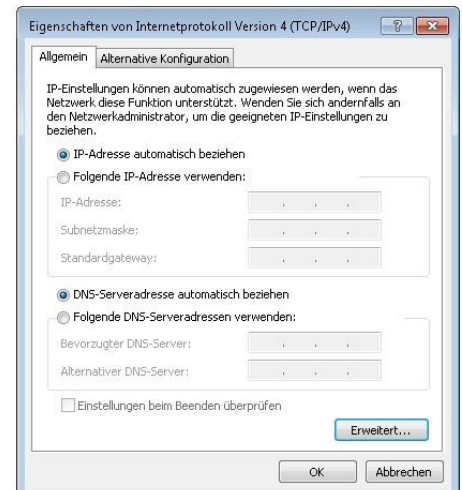 Eigenschaften von Internetprotokoll Version 4 (TCP/IPv4)
Allgemein
Alternative Konfiguration
IP-Einstellungen können automatisch zugewiesen werden, wenn das
Netzwerk diese Funktion unterstützt. Wenden Sie sich andernfalls an
den Netzwerkadministrator, um die geeigneten IP-Einstellungen zu
beziehen.
IP-Adresse automatisch beziehen
Folgende IP-Adresse verwenden:
IP-Adresse:
Subnetzmaske:
Standardgateway:
DNS-Serveradresse automatisch beziehen
Folgende DNS-Serveradressen verwenden:
Bevorzugter DNS-Server:
Alternativer DNS-Server:
Einstellungen beim Beenden überprüfen
Erweitert...
OK
Abbrechen